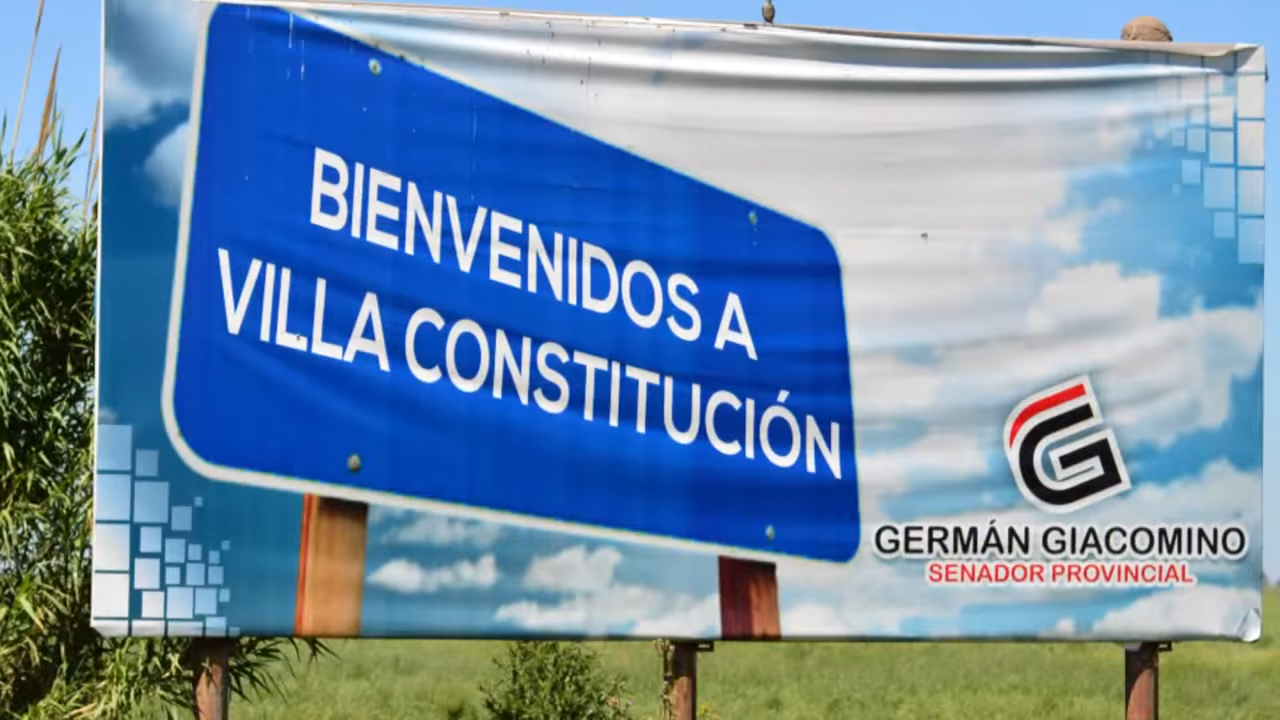 BIENVENIDOS A
VILLA CONSTITUCIÓN
G
GERMÁN GIACOMINO
SENADOR PROVINCIAL